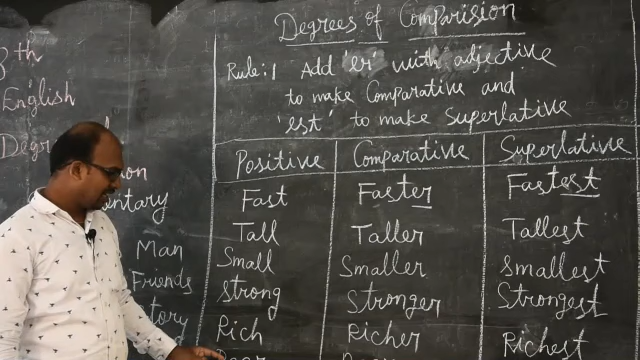 8th
English
Degrees of Comparision
Rule:1 Add 'er' with adjective
to make Comparative and
'est' to make Superlative
Positive Comparative Superlative
Fast Faster Fastest
Tall Taller Tallest
Small Smaller smallest
Strong Stronger Strongest
Rich Richer Richest
Man
Friends